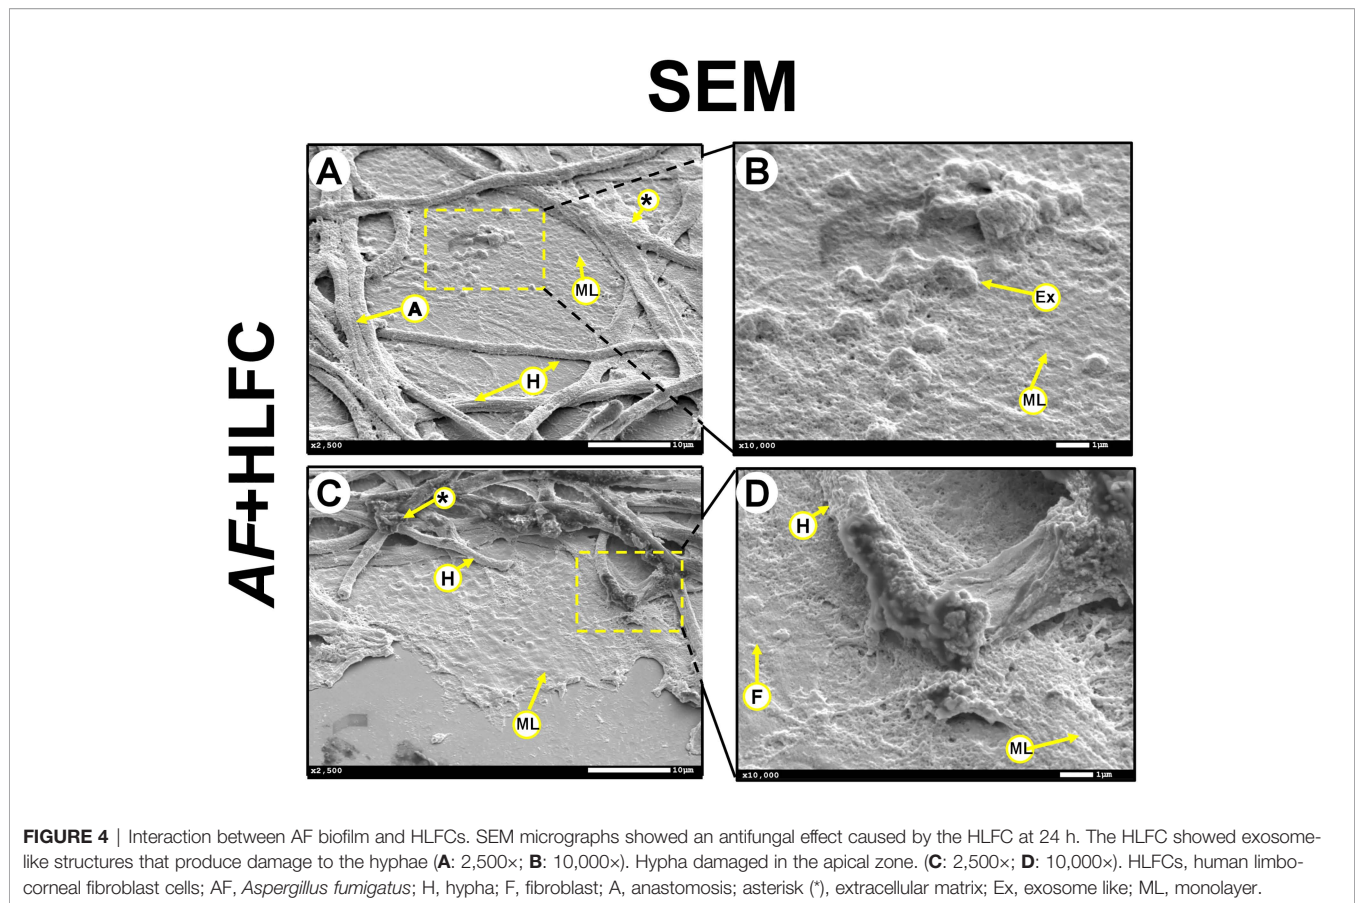 SEM
AF+HLFC
A
*
ML
A
H
x2,500
10µm
B
Ex
ML
x10,000
1µm
C
*
H
ML
x2,500
10µm
D
H
F
ML
x10,000
1µm
FIGURE 4 | Interaction between AF biofilm and HLFCs. SEM micrographs showed an antifungal effect caused by the HLFC at 24 h. The HLFC showed exosome-
like structures that produce damage to the hyphae (A: 2,500×; B: 10,000×). Hypha damaged in the apical zone. (C: 2,500×; D: 10,000×). HLFCs, human limbo-
corneal fibroblast cells; AF, Aspergillus fumigatus; H, hypha; F, fibroblast; A, anastomosis; asterisk (*), extracellular matrix; Ex, exosome like; ML, monolayer.